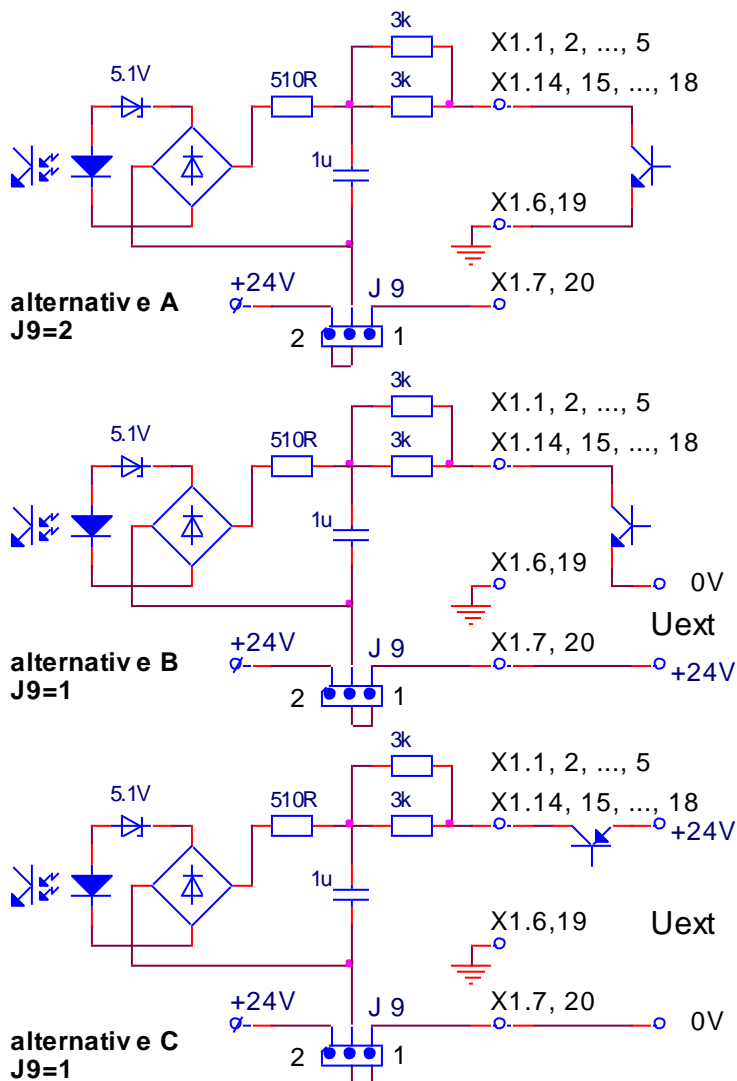 3k
X1.1, 2, ..., 5
5.1V
510R
3k
X1.14, 15, ..., 18
1u
X1.6,19
+24V
J 9
X1.7, 20
alternative A
J9=2
2
1
3k
X1.1, 2, ..., 5
5.1V
510R
3k
X1.14, 15, ..., 18
1u
X1.6,19
0V
Uext
+24V
J 9
X1.7, 20
+24V
alternative B
J9=1
2
1
3k
X1.1, 2, ..., 5
5.1V
510R
3k
X1.14, 15, ..., 18
+24V
1u
X1.6,19
Uext
+24V
J 9
X1.7, 20
0V
alternative C
J9=1
2
1